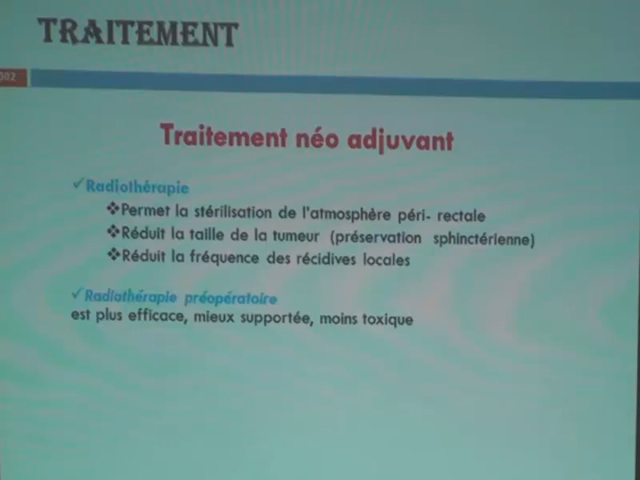 TRAITEMENT
002
Traitement néo adjuvant
✓Radiothérapie
❖Permet la stérilisation de l'atmosphère péri- rectale
❖Réduit la taille de la tumeur (préservation sphinctérienne)
❖Réduit la fréquence des récidives locales
✓Radiothérapie préopératoire
est plus efficace, mieux supportée, moins toxique